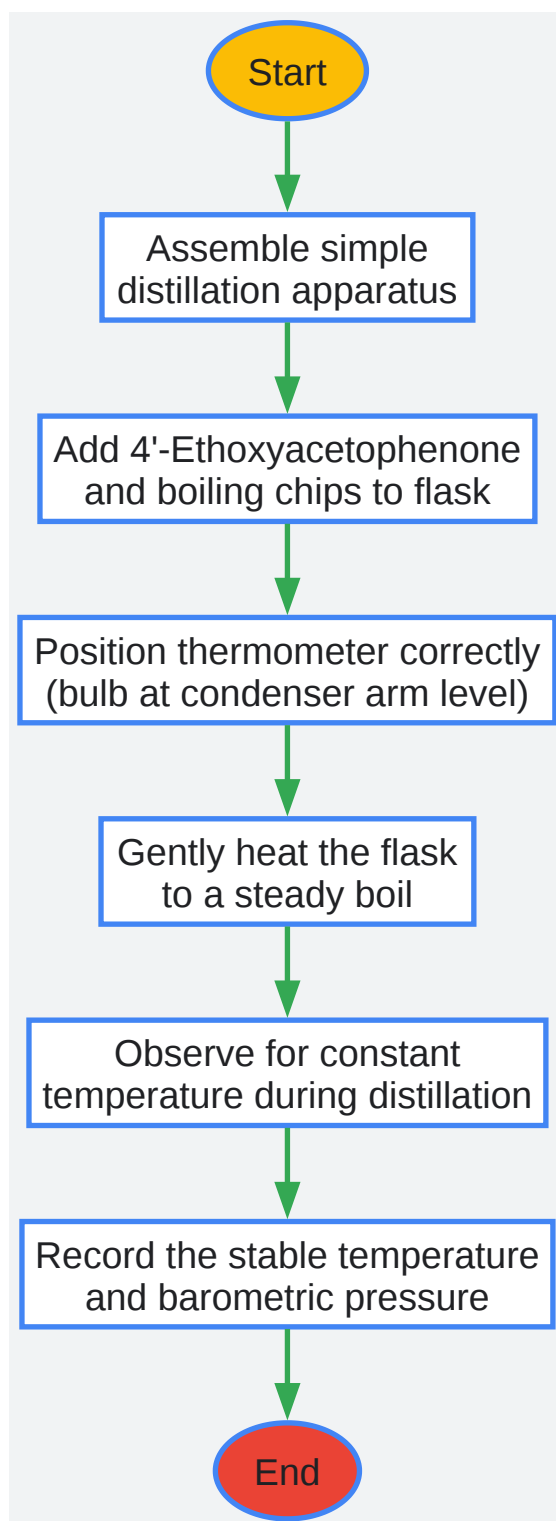 Start
Assemble simple
distillation apparatus
Add 4'-Ethoxyacetophenone
and boiling chips to flask
Position thermometer correctly
(bulb at condenser arm level)
Gently heat the flask
to a steady boil
Observe for constant
temperature during distillation
Record the stable temperature
and barometric pressure
End